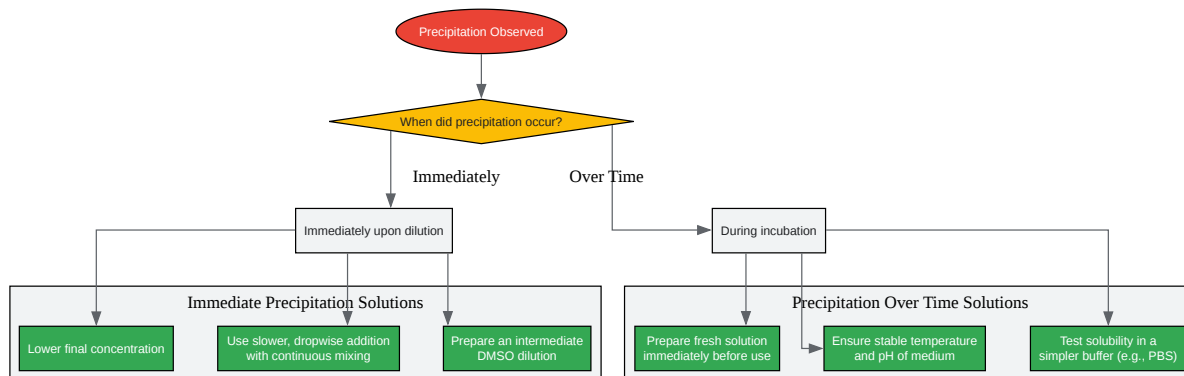 Precipitation Observed
When did precipitation occur?
Immediately
Over Time
Immediately upon dilution
During incubation
Immediate Precipitation Solutions
Precipitation Over Time Solutions
Lower final concentration
Use slower, dropwise addition
with continuous mixing
Prepare an intermediate
DMSO dilution
Prepare fresh solution
immediately before use
Ensure stable temperature
and pH of medium
Test solubility in a
simpler buffer (e.g., PBS)